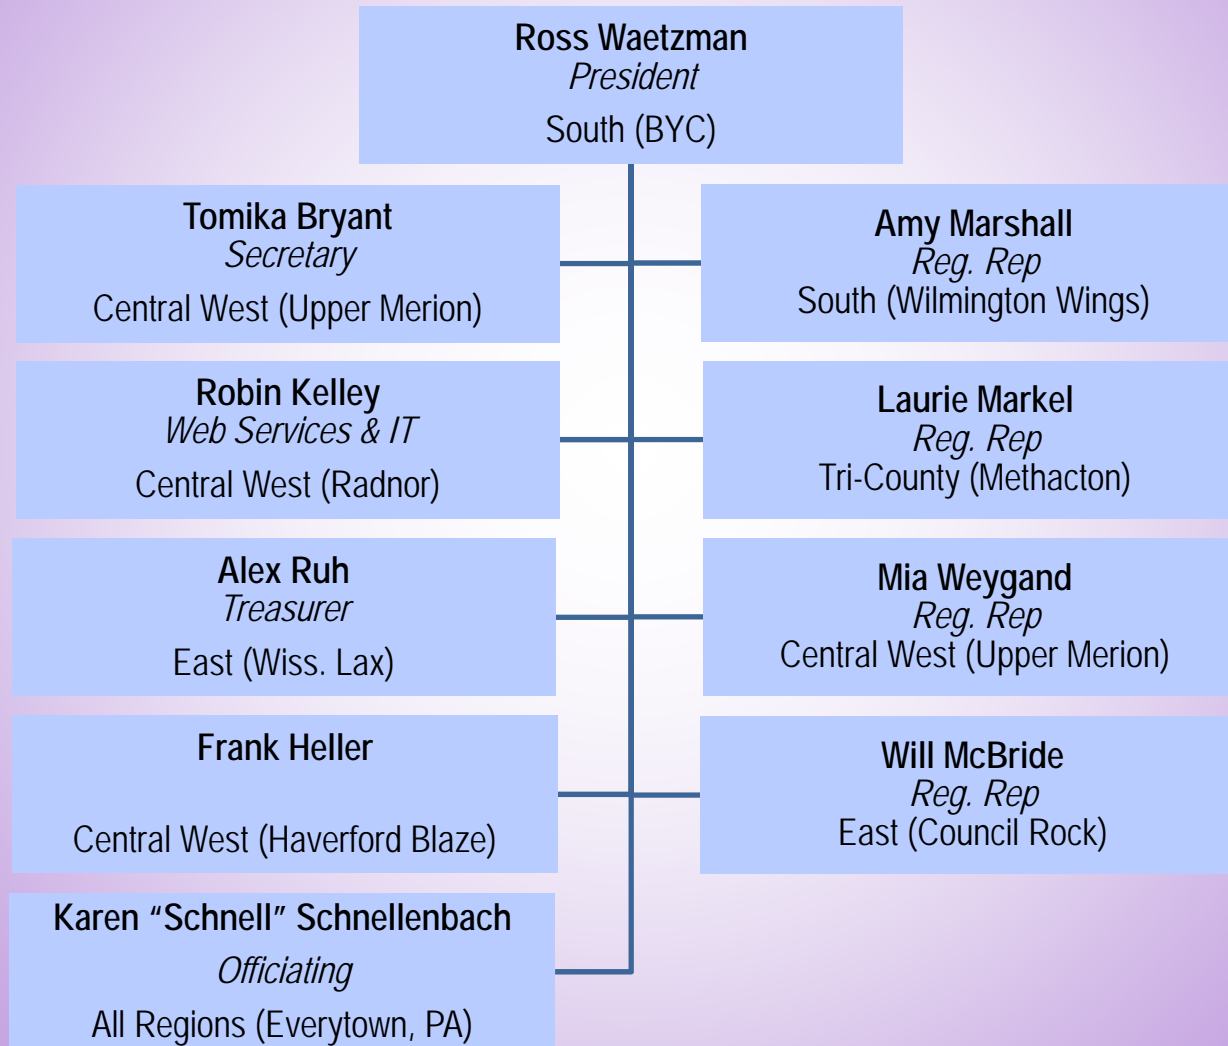 Ross Waetzman
President
South (BYC)
Tomika Bryant
Secretary
Central West (Upper Merion)
Amy Marshall
Reg. Rep
South (Wilmington Wings)
Robin Kelley
Web Services & IT
Central West (Radnor)
Laurie Markel
Reg. Rep
Tri-County (Methacton)
Alex Ruh
Treasurer
East (Wiss. Lax)
Mia Weygand
Reg. Rep
Central West (Upper Merion)
Frank Heller
Central West (Haverford Blaze)
Will McBride
Reg. Rep
East (Council Rock)
Karen “Schnell” Schnellenbach
Officiating
All Regions (Everytown, PA)